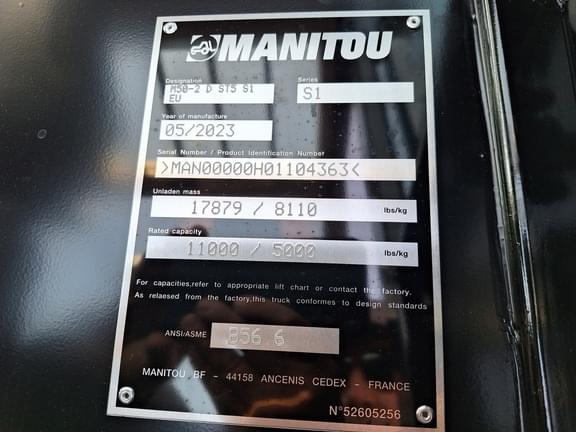 MANITOU
Designation
M50-2 D ST5 S1
EU
Series
S1
Year of manufacture
05/2023
Serial Number / Product Identification Number
>MAN00000H01104363<
Unladen mass
17879 / 8110 lbs/kg
Rated capacity
11000 / 5000 lbs/kg
For capacities,refer to appropriate lift chart or contact the factory.
As relaesed from the factory,this truck conformes to design standards
ANSI/ASME B56.6
MANITOU BF - 44158 ANCENIS CEDEX - FRANCE
N°52605256